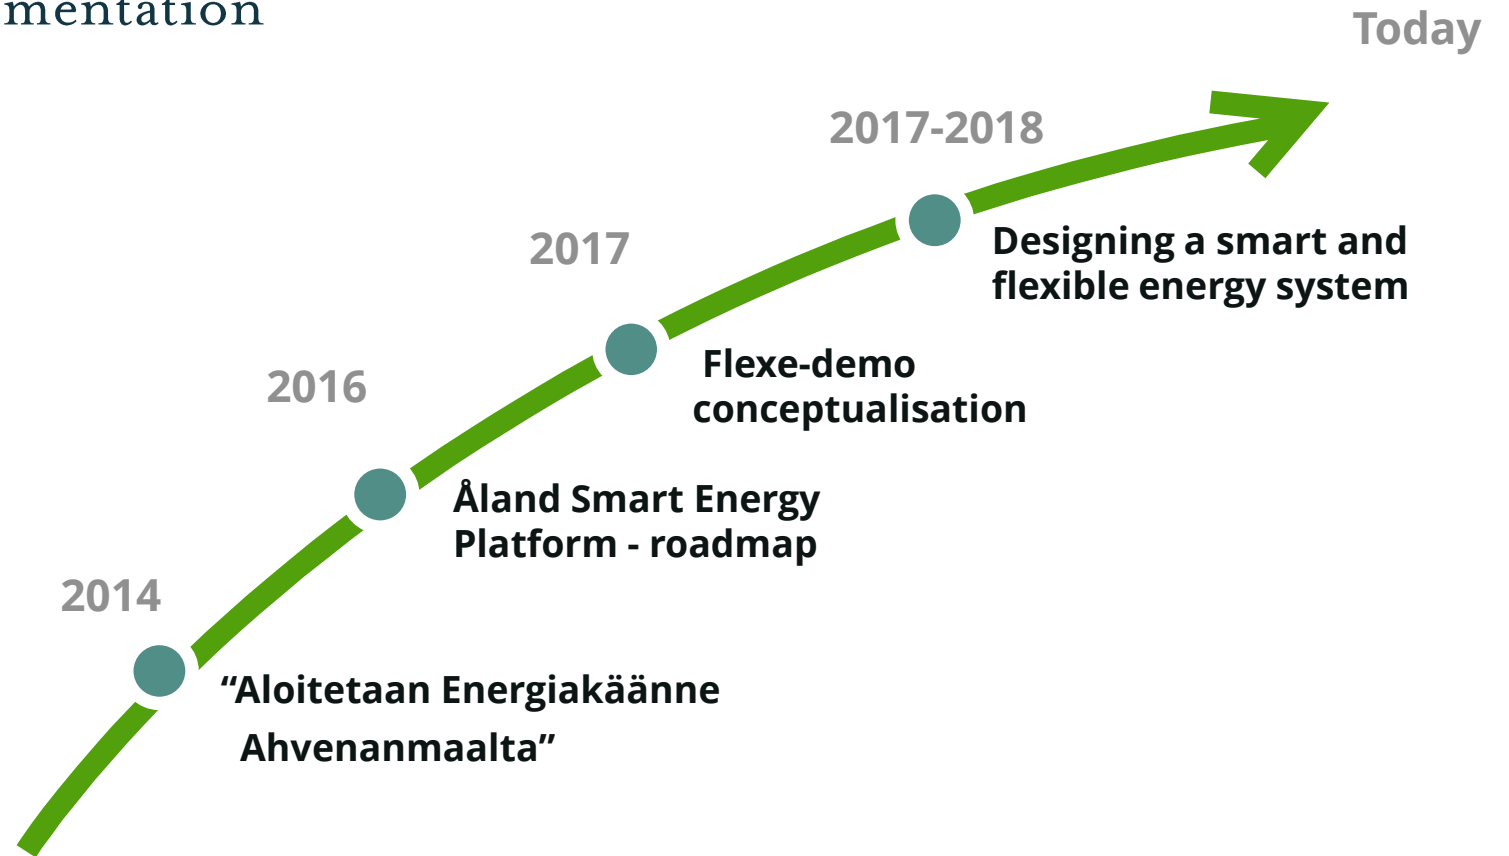 mentation
Today
2017-2018
Designing a smart and
flexible energy system
2017
Flexe-demo
conceptualisation
2016
Åland Smart Energy
Platform - roadmap
2014
“Aloitetaan Energiakäänne
Ahvenanmaalta”